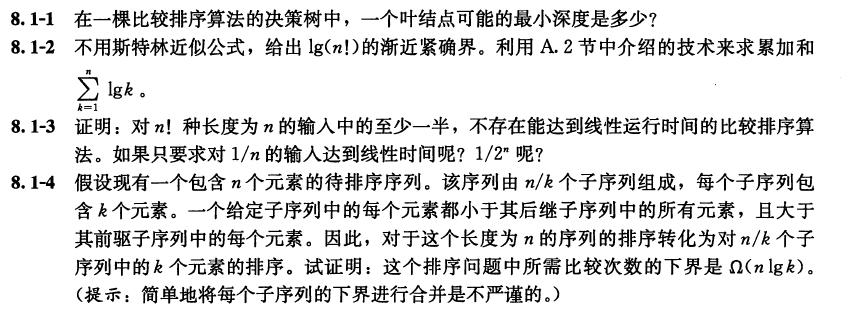 8.1-1 在一棵比较排序算法的决策树中，一个叶结点可能的最小深度是多少？
8.1-2 不用斯特林近似公式，给出 lg(n!)的渐近紧确界。利用 A.2 节中介绍的技术来求累加和
∑ⁿₖ₌₁ lgk。
8.1-3 证明：对 n! 种长度为 n 的输入中的至少一半，不存在能达到线性运行时间的比较排序算
法。如果只要求对 1/n 的输入达到线性时间呢？1/2ⁿ 呢？
8.1-4 假设现有一个包含 n 个元素的待排序序列。该序列由 n/k 个子序列组成，每个子序列包
含 k 个元素。一个给定子序列中的每个元素都小于其后继子序列中的所有元素，且大于
其前驱子序列中的每个元素。因此，对于这个长度为 n 的序列的排序转化为对 n/k 个子
序列中的 k 个元素的排序。试证明：这个排序问题中所需比较次数的下界是 Ω(nlgk)。
（提示：简单地将每个子序列的下界进行合并是不严谨的。）